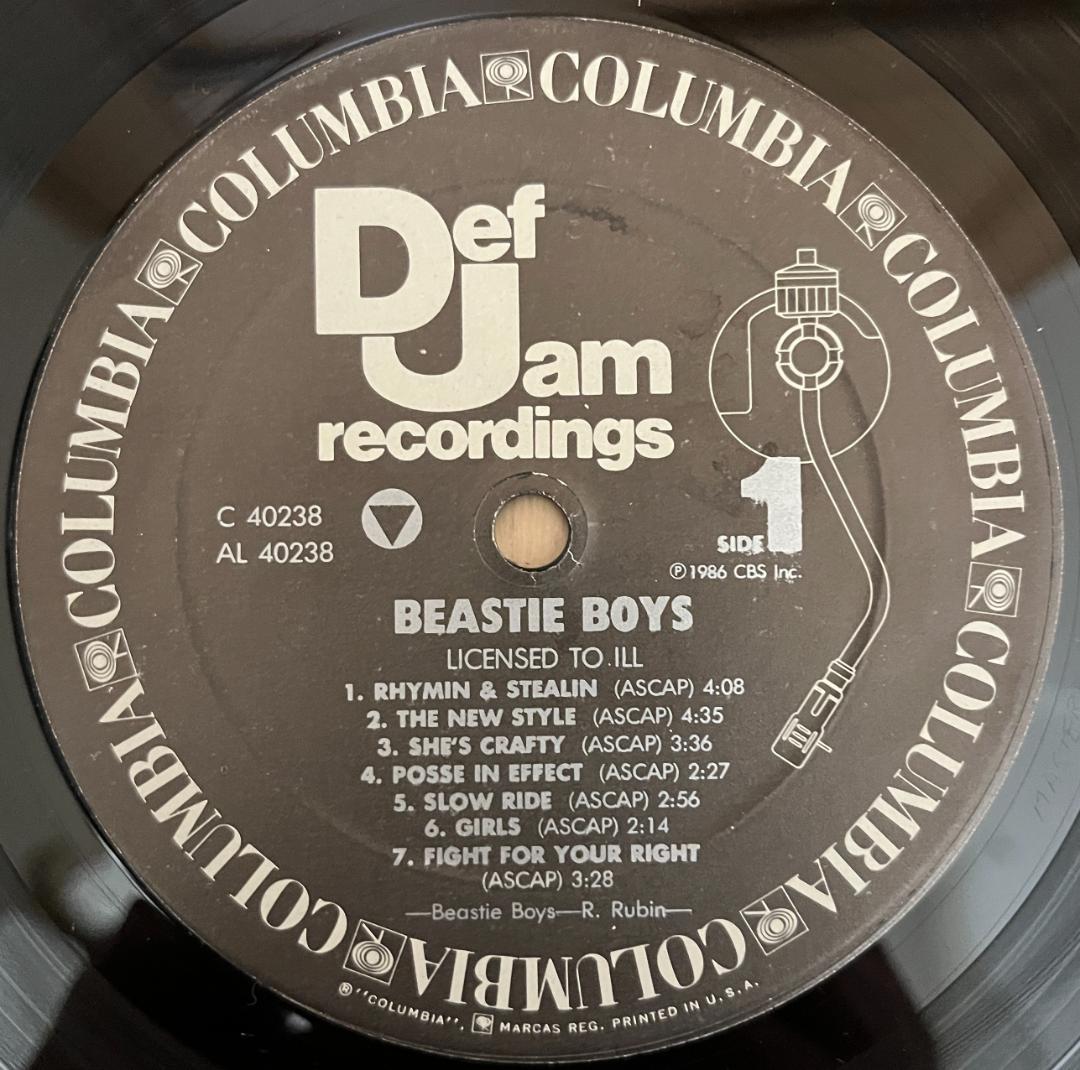 COLUMBIA COLUMBIA COLUMBIA COLUMBIA COLUMBIA COLUMBIA COLUMBIA COLUMBIA COLUMBIA
Def
Jam
recordings
C 40238
AL 40238
SIDE 1
℗ 1986 CBS Inc.
BEASTIE BOYS
LICENSED TO ILL
1. RHYMIN & STEALIN (ASCAP) 4:08
2. THE NEW STYLE (ASCAP) 4:35
3. SHE'S CRAFTY (ASCAP) 3:36
4. POSSE IN EFFECT (ASCAP) 2:27
5. SLOW RIDE (ASCAP) 2:56
6. GIRLS (ASCAP) 2:14
7. FIGHT FOR YOUR RIGHT
(ASCAP) 3:28
—Beastie Boys—R. Rubin—
® "COLUMBIA", MARCAS REG. PRINTED IN U.S.A.